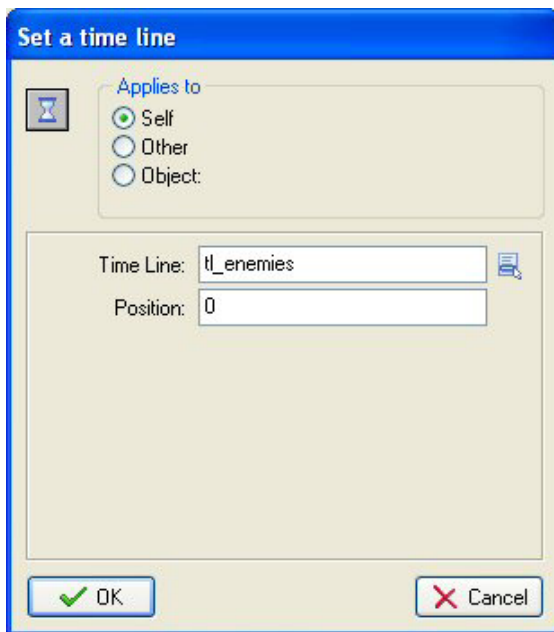 Set a time line
Applies to
Self
Other
Object:
Time Line: tl_enemies
Position: 0
OK Cancel